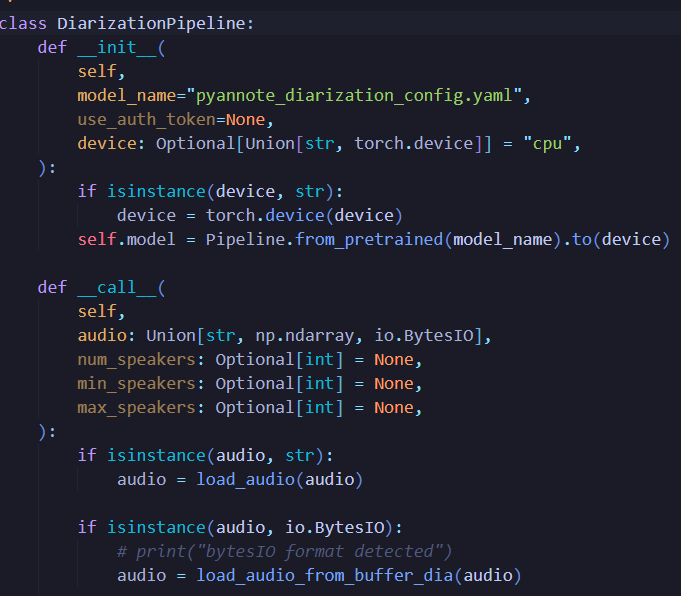 class DiarizationPipeline:
    def __init__(
        self,
        model_name="pyannote_diarization_config.yaml",
        use_auth_token=None,
        device: Optional[Union[str, torch.device]] = "cpu",
    ):
        if isinstance(device, str):
            device = torch.device(device)
        self.model = Pipeline.from_pretrained(model_name).to(device)

    def __call__(
        self,
        audio: Union[str, np.ndarray, io.BytesIO],
        num_speakers: Optional[int] = None,
        min_speakers: Optional[int] = None,
        max_speakers: Optional[int] = None,
    ):
        if isinstance(audio, str):
            audio = load_audio(audio)

        if isinstance(audio, io.BytesIO):
            # print("bytesIO format detected")
            audio = load_audio_from_buffer_dia(audio)